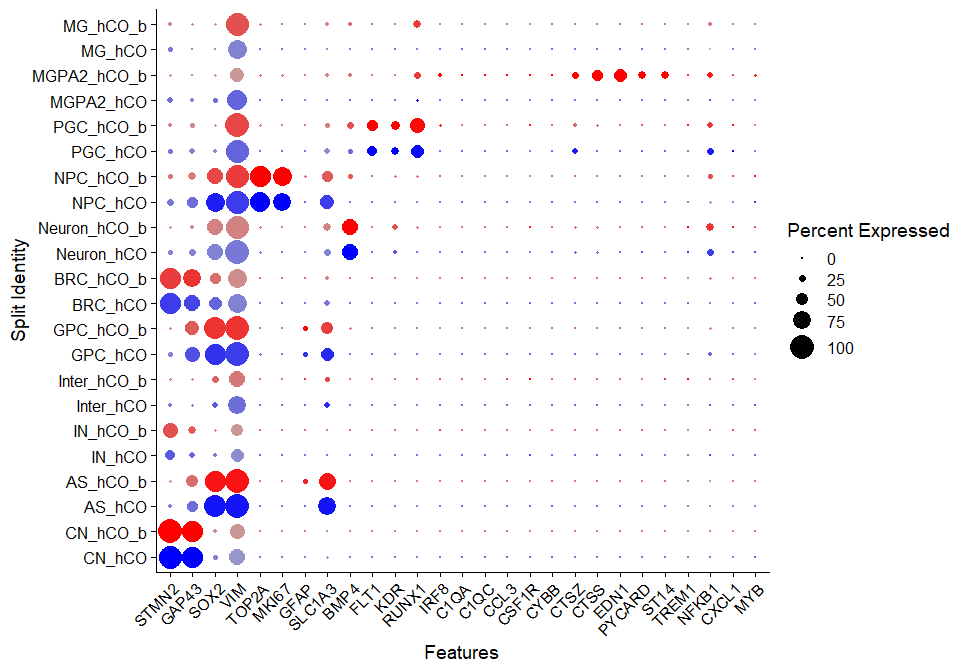 MG_hCO_b
MG_hCO
MGPA2_hCO_b
MGPA2_hCO
PGC_hCO_b
PGC_hCO
NPC_hCO_b
NPC_hCO
Neuron_hCO_b
Neuron_hCO
BRC_hCO_b
BRC_hCO
GPC_hCO_b
GPC_hCO
Inter_hCO_b
Inter_hCO
IN_hCO_b
IN_hCO
AS_hCO_b
AS_hCO
CN_hCO_b
CN_hCO
Split Identity
STMN2
GAP43
SOX2
VIM
TOP2A
MKI67
GFAP
SLC1A3
BMP4
FLT1
KDR
RUNX1
IRF8
C1QA
C1QC
CCL3
CSF1R
CYBB
CTSZ
CTSS
EDN1
PYCARD
ST14
TREM1
NFKB1
CXCL1
MYB
Features
Percent Expressed
0
25
50
75
100